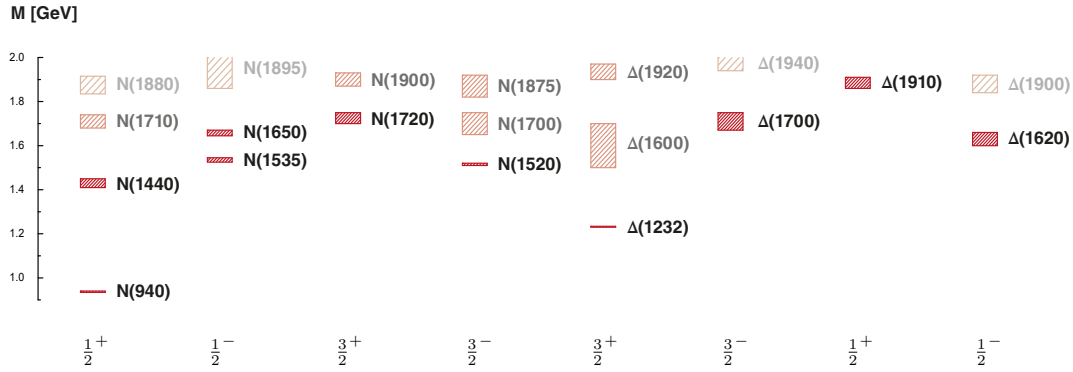 M [GeV]
2.0
1.8
1.6
1.4
1.2
1.0
N(1880)
N(1710)
N(1440)
N(940)
N(1895)
N(1650)
N(1535)
N(1900)
N(1720)
N(1875)
N(1700)
N(1520)
Δ(1920)
Δ(1600)
Δ(1232)
Δ(1940)
Δ(1700)
Δ(1910)
Δ(1900)
Δ(1620)
1/2+ 1/2− 3/2+ 3/2− 3/2+ 3/2− 1/2+ 1/2−